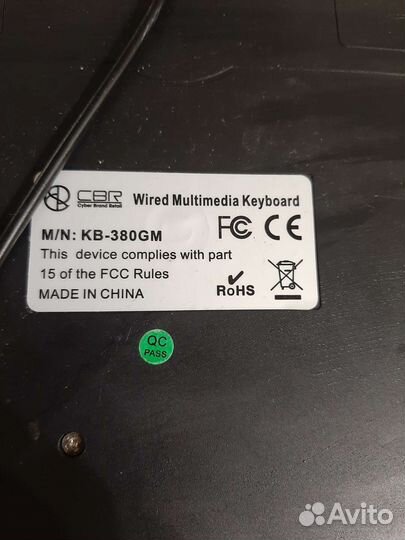 CBR Wired Multimedia Keyboard
Cyber Brand Retail
M/N: KB-380GM FC CE
This device complies with part
15 of the FCC Rules
RoHS
MADE IN CHINA
QC
PASS
Avito